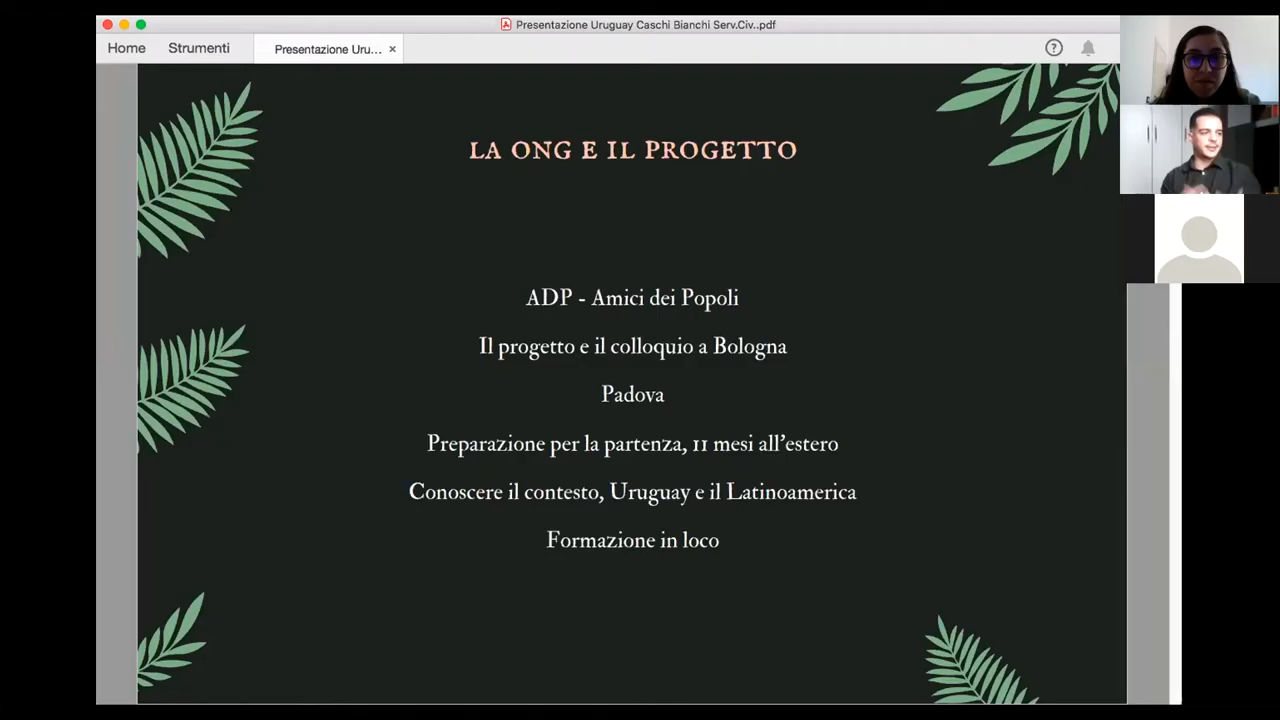 Presentazione Uruguay Caschi Bianchi Serv.Civ..pdf
Home Strumenti Presentazione Uru... ×
LA ONG E IL PROGETTO
ADP - Amici dei Popoli
Il progetto e il colloquio a Bologna
Padova
Preparazione per la partenza, 11 mesi all'estero
Conoscere il contesto, Uruguay e il Latinoamerica
Formazione in loco